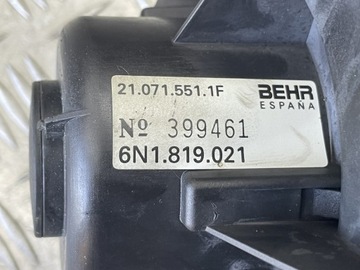 21.071.551.1F
BEHR
ESPAÑA
Nº 399461
6N1.819.021